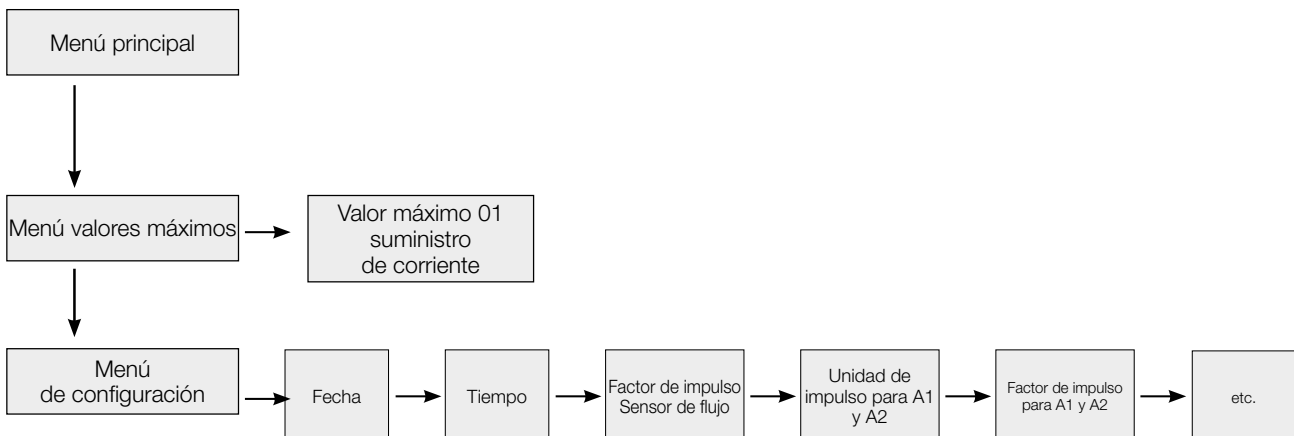 Menú principal
Menú valores máximos
Valor máximo 01
suministro
de corriente
Menú
de configuración
Fecha
Tiempo
Factor de impulso
Sensor de flujo
Unidad de
impulso para A1
y A2
Factor de impulso
para A1 y A2
etc.